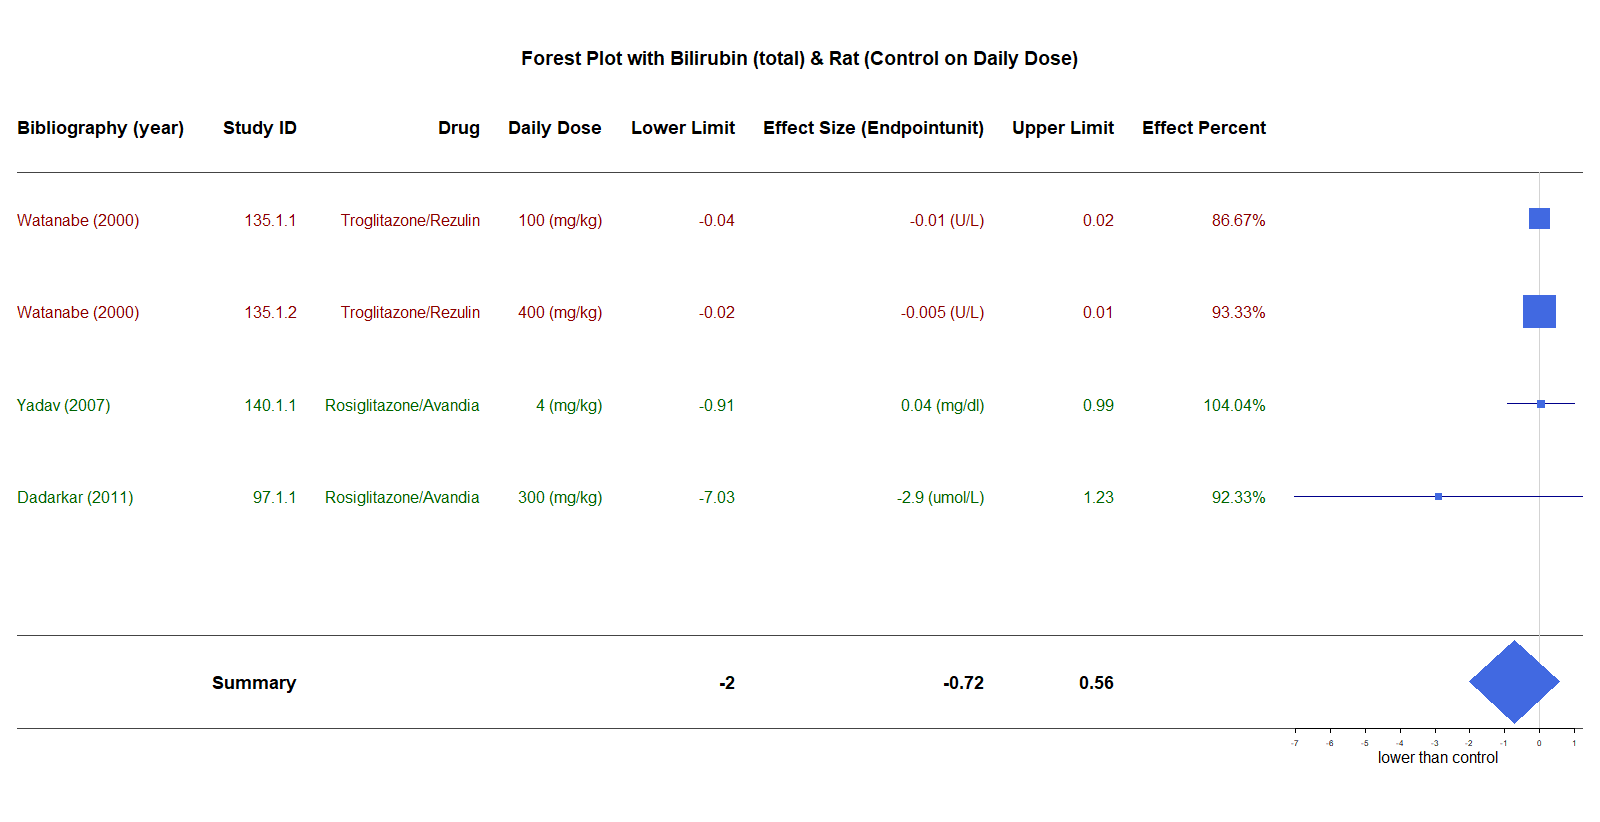 Forest Plot with Bilirubin (total) & Rat (Control on Daily Dose)
Bibliography (year) Study ID Drug Daily Dose Lower Limit Effect Size (Endpointunit) Upper Limit Effect Percent
Watanabe (2000) 135.1.1 Troglitazone/Rezulin 100 (mg/kg) -0.04 -0.01 (U/L) 0.02 86.67%
Watanabe (2000) 135.1.2 Troglitazone/Rezulin 400 (mg/kg) -0.02 -0.005 (U/L) 0.01 93.33%
Yadav (2007) 140.1.1 Rosiglitazone/Avandia 4 (mg/kg) -0.91 0.04 (mg/dl) 0.99 104.04%
Dadarkar (2011) 97.1.1 Rosiglitazone/Avandia 300 (mg/kg) -7.03 -2.9 (umol/L) 1.23 92.33%
Summary -2 -0.72 0.56
-7 -6 -5 -4 -3 -2 -1 0 1
lower than control